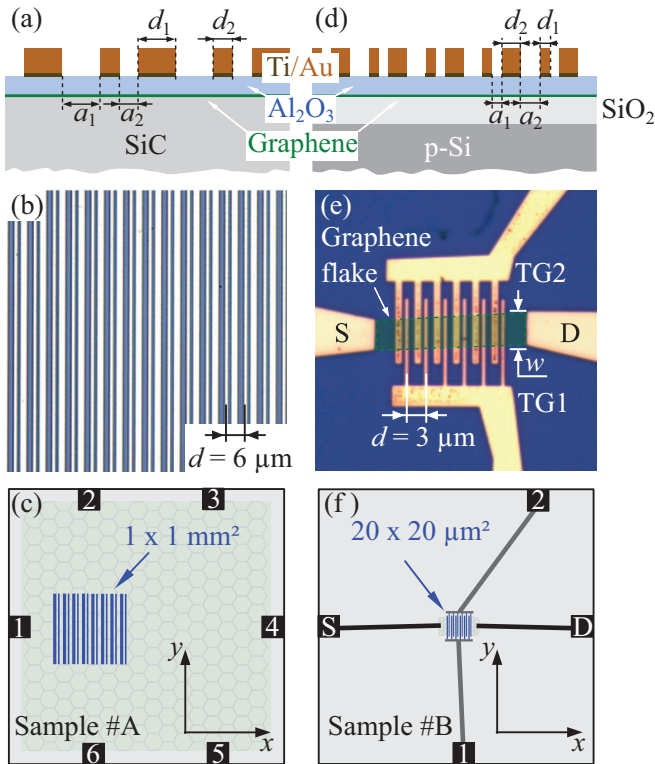 (a)
d₁
d₂
(d)
d₂
d₁
Ti/Au
Al₂O₃
a₁
a₂
Graphene
SiC
a₁
a₂
SiO₂
p-Si
(b)
d = 6 µm
(e)
Graphene
flake
TG2
S
D
w
TG1
d = 3 µm
(c)
2
3
1 x 1 mm²
1
4
y
x
Sample #A
6
5
(f)
2
20 x 20 µm²
S
D
y
x
Sample #B
1